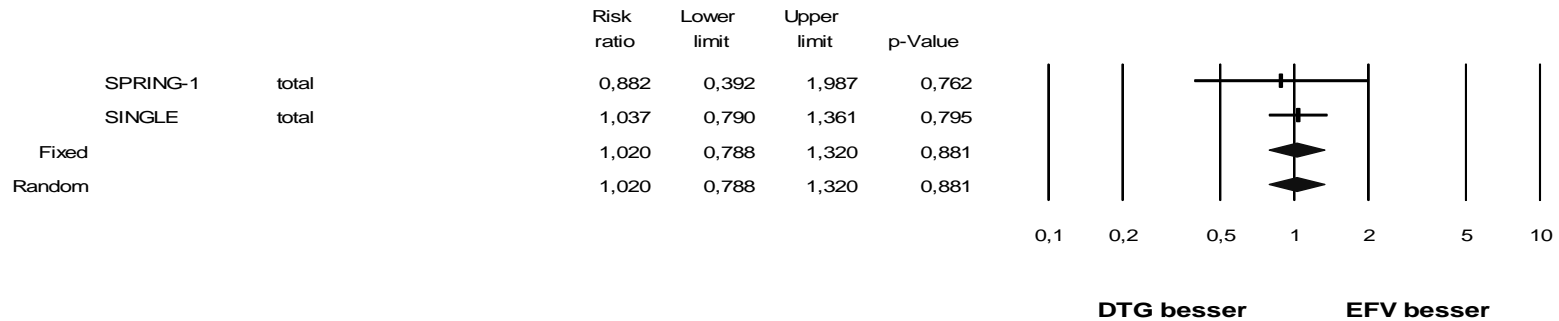 Risk Lower Upper
ratio limit limit p-Value
SPRING-1 total 0,882 0,392 1,987 0,762
SINGLE total 1,037 0,790 1,361 0,795
Fixed 1,020 0,788 1,320 0,881
Random 1,020 0,788 1,320 0,881
0,1 0,2 0,5 1 2 5 10
DTG besser EFV besser